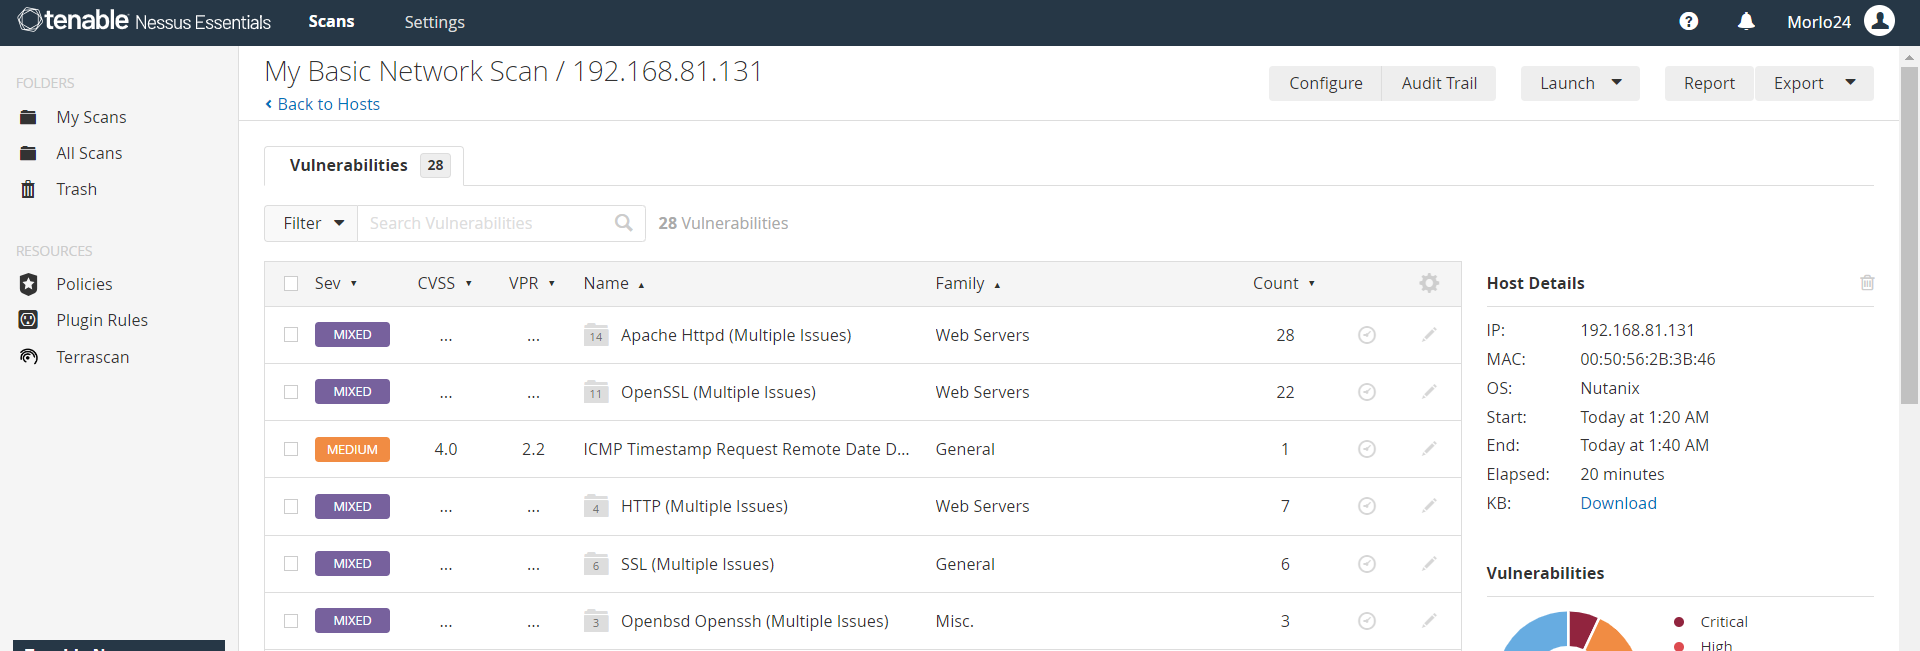 tenable Nessus Essentials Scans Settings ? Morlo24
FOLDERS
My Scans
All Scans
Trash
RESOURCES
Policies
Plugin Rules
Terrascan
My Basic Network Scan / 192.168.81.131
Back to Hosts
Configure Audit Trail Launch Report Export
Vulnerabilities 28
Filter Search Vulnerabilities 28 Vulnerabilities
Sev CVSS VPR Name Family Count
MIXED ... ... 14 Apache Httpd (Multiple Issues) Web Servers 28
MIXED ... ... 11 OpenSSL (Multiple Issues) Web Servers 22
MEDIUM 4.0 2.2 ICMP Timestamp Request Remote Date D... General 1
MIXED ... ... 4 HTTP (Multiple Issues) Web Servers 7
MIXED ... ... 6 SSL (Multiple Issues) General 6
MIXED ... ... 3 Openbsd Openssh (Multiple Issues) Misc. 3
Host Details
IP: 192.168.81.131
MAC: 00:50:56:2B:3B:46
OS: Nutanix
Start: Today at 1:20 AM
End: Today at 1:40 AM
Elapsed: 20 minutes
KB: Download
Vulnerabilities
Critical
High